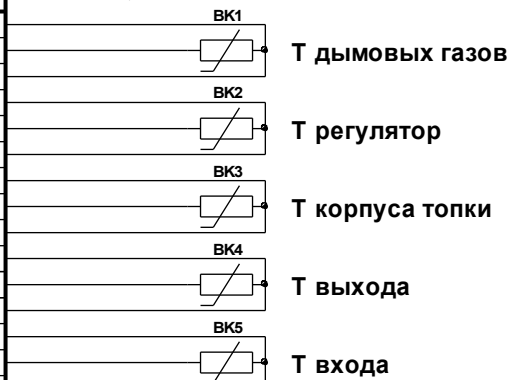 BK1
Т дымовых газов
BK2
Т регулятор
BK3
Т корпуса топки
BK4
Т выхода
BK5
Т входа